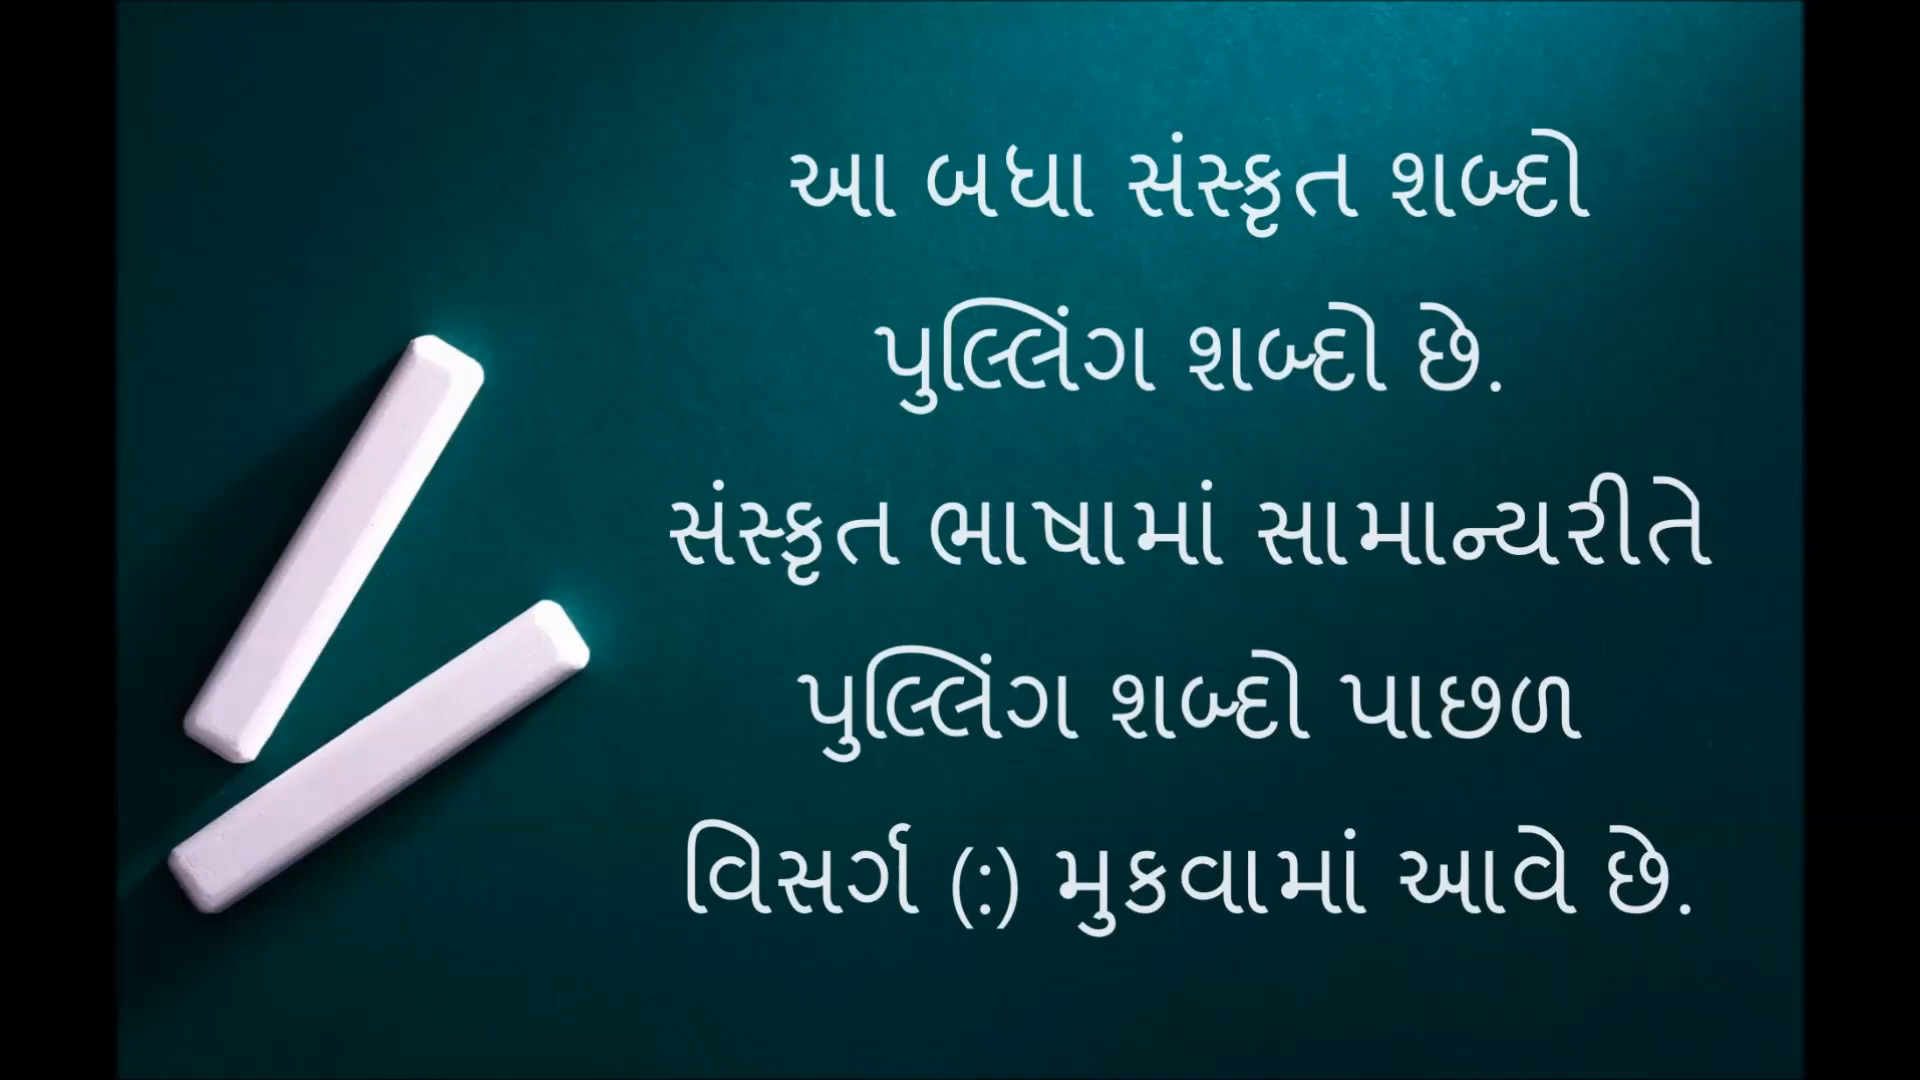 આ બધા સંસ્કૃત શબ્દો
પુલ્લિંગ શબ્દો છે.
સંસ્કૃત ભાષામાં સામાન્યરીતે
પુલ્લિંગ શબ્દો પાછળ
વિસર્ગ (:) મુકવામાં આવે છે.